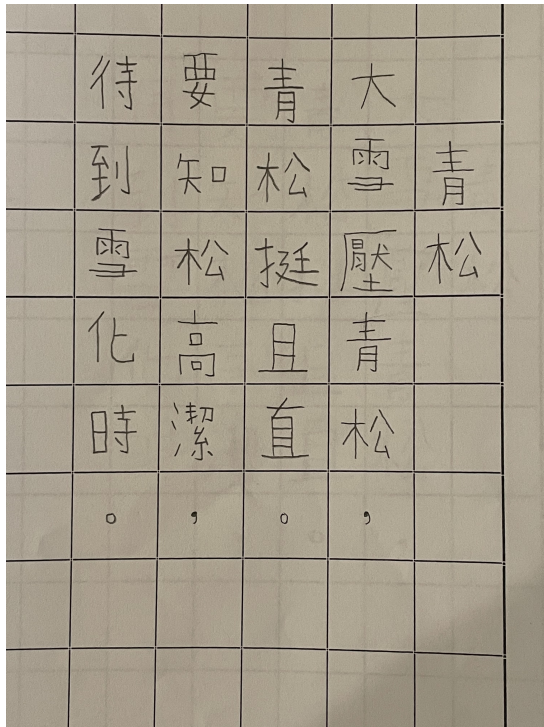 青松
大雪壓青松，
青松挺且直。
要知松高潔，
待到雪化時。